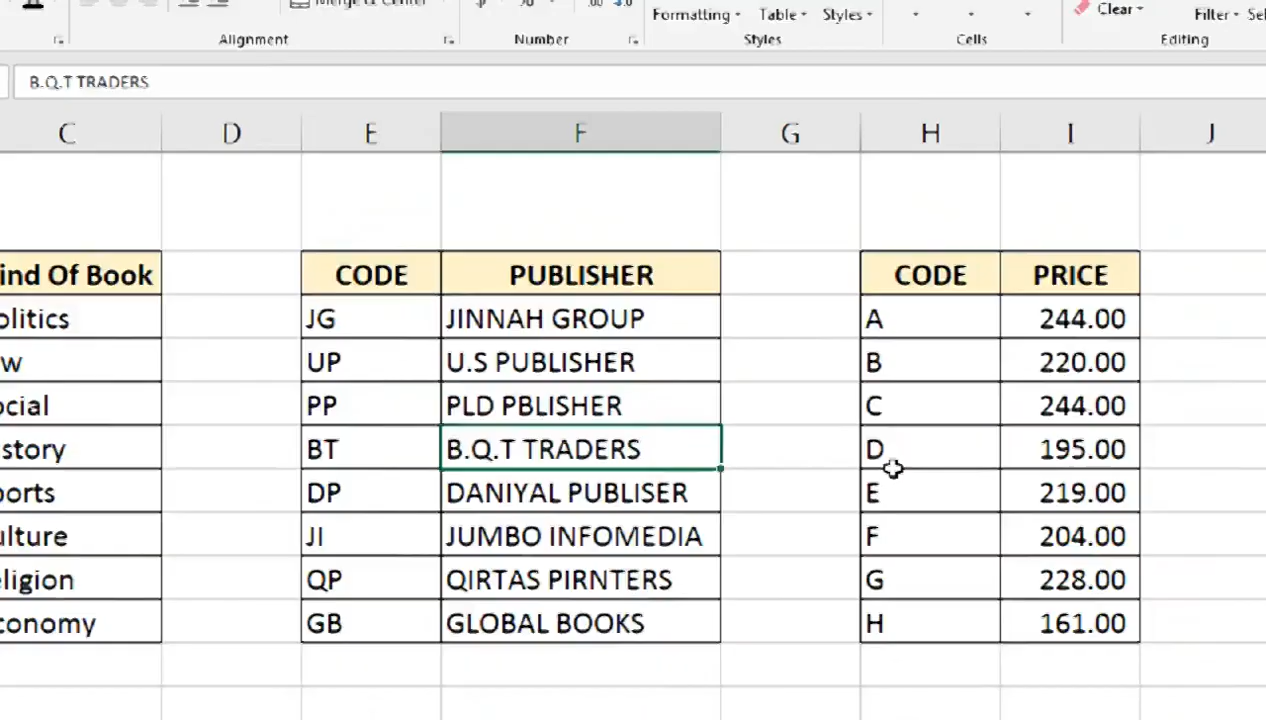 Merge & Center
Formatting Table Styles Clear Filter
Alignment Number Styles Cells Editing
B.Q.T TRADERS
C D E F G H I J
ind Of Book CODE PUBLISHER CODE PRICE
olitics JG JINNAH GROUP A 244.00
w UP U.S PUBLISHER B 220.00
ocial PP PLD PBLISHER C 244.00
story BT B.Q.T TRADERS D 195.00
ports DP DANIYAL PUBLISER E 219.00
ulture JI JUMBO INFOMEDIA F 204.00
eligion QP QIRTAS PIRNTERS G 228.00
conomy GB GLOBAL BOOKS H 161.00